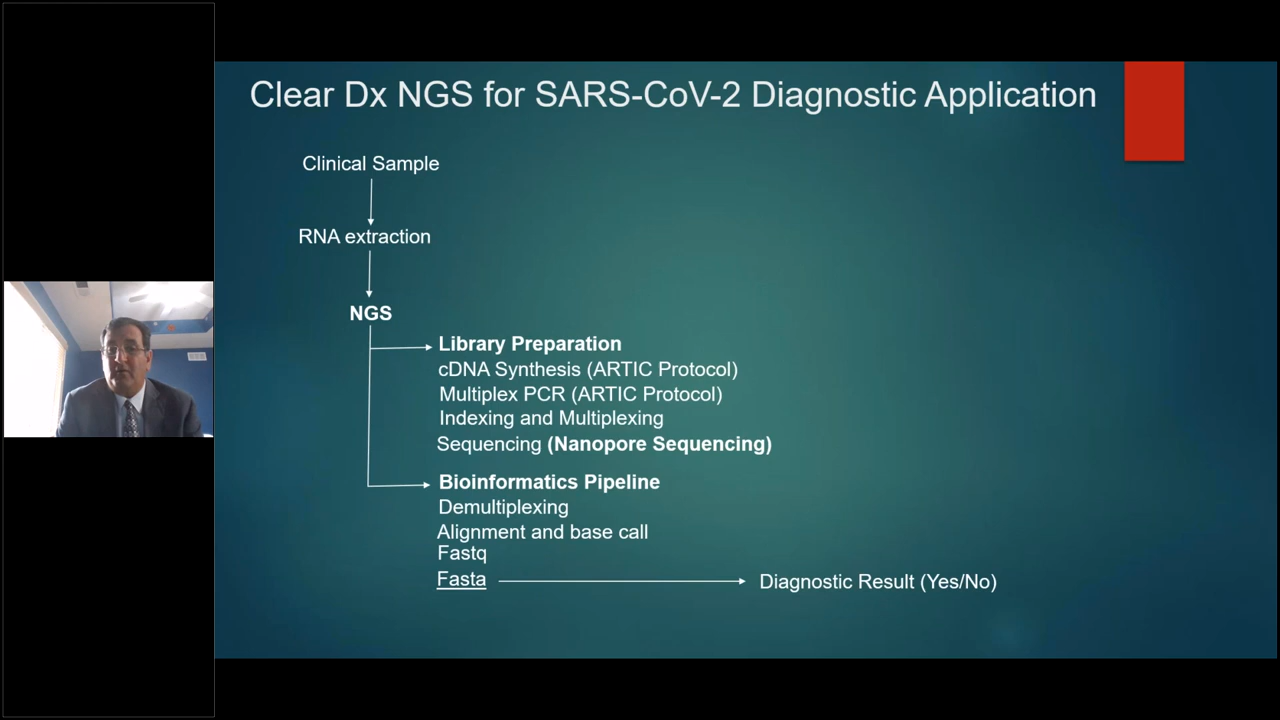 Clear Dx NGS for SARS-CoV-2 Diagnostic Application
Clinical Sample
RNA extraction
NGS
Library Preparation
cDNA Synthesis (ARTIC Protocol)
Multiplex PCR (ARTIC Protocol)
Indexing and Multiplexing
Sequencing (Nanopore Sequencing)
Bioinformatics Pipeline
Demultiplexing
Alignment and base call
Fastq
Fasta
Diagnostic Result (Yes/No)